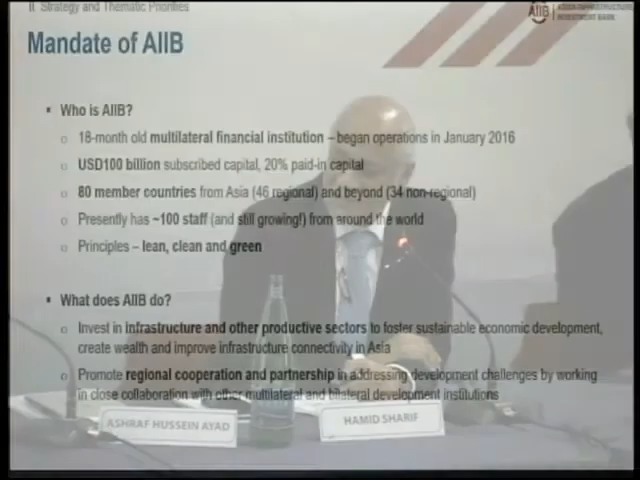 II Strategy and Thematic Priorities
AIIB ASIAN INFRASTRUCTURE
INVESTMENT BANK
Mandate of AIIB
▪ Who is AIIB?
o 18-month old multilateral financial institution – began operations in January 2016
o USD100 billion subscribed capital, 20% paid-in capital
o 80 member countries from Asia (46 regional) and beyond (34 non-regional)
o Presently has ~100 staff (and still growing!) from around the world
o Principles – lean, clean and green
▪ What does AIIB do?
o Invest in infrastructure and other productive sectors to foster sustainable economic development,
create wealth and improve infrastructure connectivity in Asia
o Promote regional cooperation and partnership in addressing development challenges by working
in close collaboration with other multilateral and bilateral development institutions
ASHRAF HUSSEIN AYAD
HAMID SHARIF